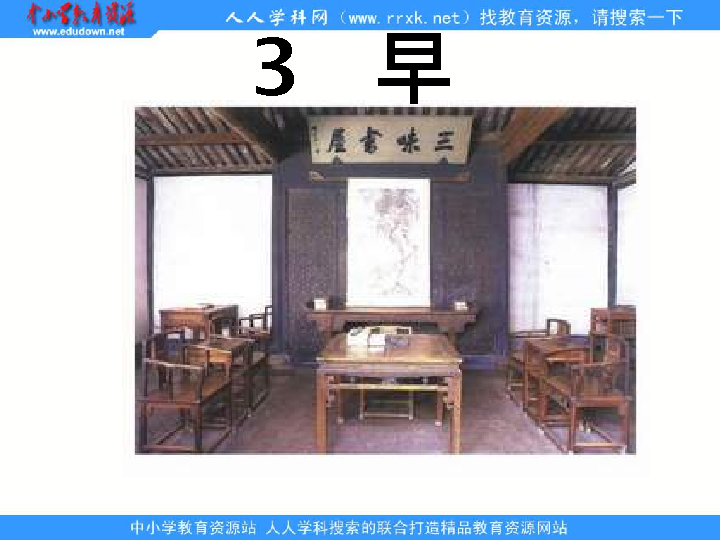 中小学教育资源
www.edudown.net
人人学科网（www.rrxk.net）找教育资源，请搜索一下
3 早
三味書屋
中小学教育资源站 人人学科搜索的联合打造精品教育资源网站